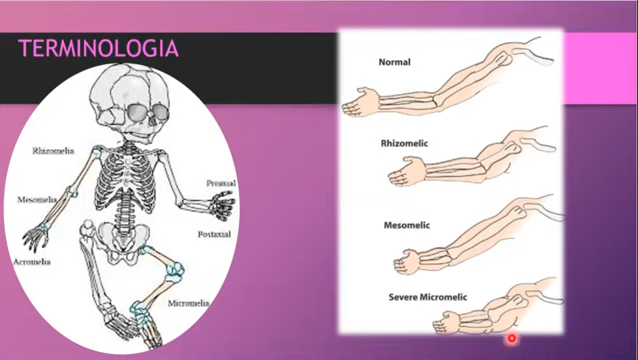 TERMINOLOGIA
Rhizomelia
Mesomelia
Acromelia
Preaxial
Postaxial
Micromelia
Normal
Rhizomelic
Mesomelic
Severe Micromelic